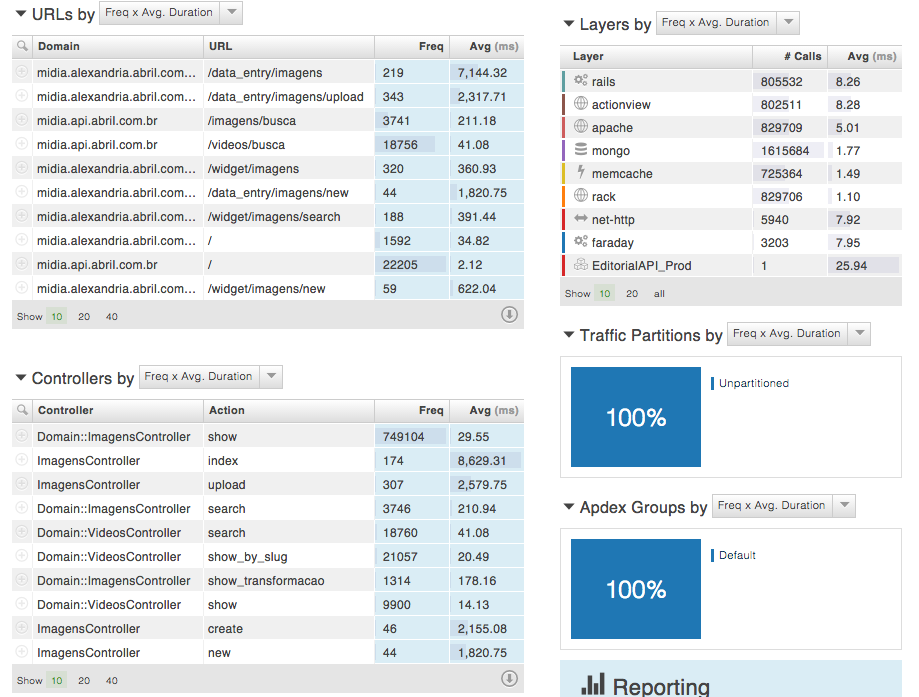 URLs by Freq x Avg. Duration
Domain URL Freq Avg (ms)
midia.alexandria.abril.com... /data_entry/imagens 219 7,144.32
midia.alexandria.abril.com... /data_entry/imagens/upload 343 2,317.71
midia.api.abril.com.br /imagens/busca 3741 211.18
midia.api.abril.com.br /videos/busca 18756 41.08
midia.alexandria.abril.com... /widget/imagens 320 360.93
midia.alexandria.abril.com... /data_entry/imagens/new 44 1,820.75
midia.alexandria.abril.com... /widget/imagens/search 188 391.44
midia.alexandria.abril.com... / 1592 34.82
midia.api.abril.com.br / 22205 2.12
midia.alexandria.abril.com... /widget/imagens/new 59 622.04
Show 10 20 40
Controllers by Freq x Avg. Duration
Controller Action Freq Avg (ms)
Domain::ImagensController show 749104 29.55
ImagensController index 174 8,629.31
ImagensController upload 307 2,579.75
Domain::ImagensController search 3746 210.94
Domain::VideosController search 18760 41.08
Domain::VideosController show_by_slug 21057 20.49
Domain::ImagensController show_transformacao 1314 178.16
Domain::VideosController show 9900 14.13
ImagensController create 46 2,155.08
ImagensController new 44 1,820.75
Show 10 20 40
Layers by Freq x Avg. Duration
Layer # Calls Avg (ms)
rails 805532 8.26
actionview 802511 8.28
apache 829709 5.01
mongo 1615684 1.77
memcache 725364 1.49
rack 829706 1.10
net-http 5940 7.92
faraday 3203 7.95
EditorialAPI_Prod 1 25.94
Show 10 20 all
Traffic Partitions by Freq x Avg. Duration
100% Unpartitioned
Apdex Groups by Freq x Avg. Duration
100% Default
Reporting